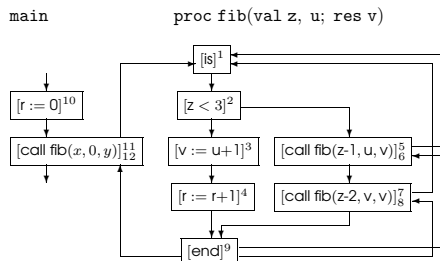 main proc fib(val z, u; res v)
[is]¹
[r := 0]¹⁰ [z < 3]²
[call fib(x, 0, y)]¹¹₁₂ [v := u+1]³ [call fib(z-1, u, v)]⁵₆
[r := r+1]⁴ [call fib(z-2, v, v)]⁷₈
[end]⁹